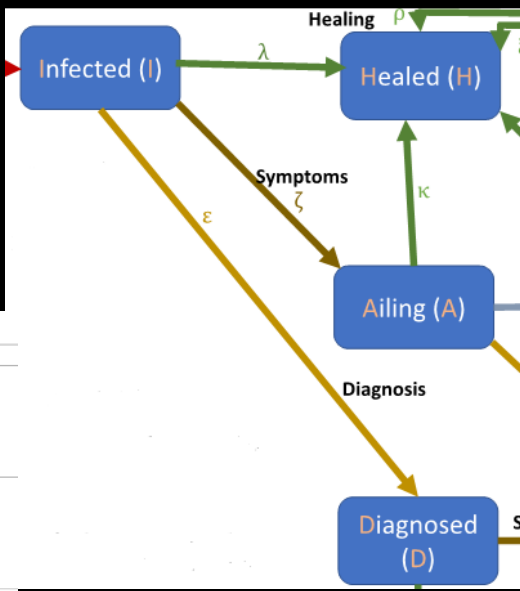 Healing
ρ
Infected (I)
λ
Healed (H)
Symptoms
ζ
κ
ε
Ailing (A)
Diagnosis
Diagnosed
(D)
S